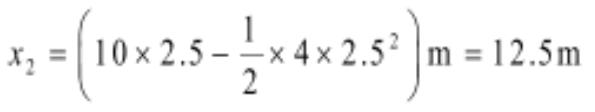 x₂ = (10 × 2.5 − 1/2 × 4 × 2.5²) m = 12.5m